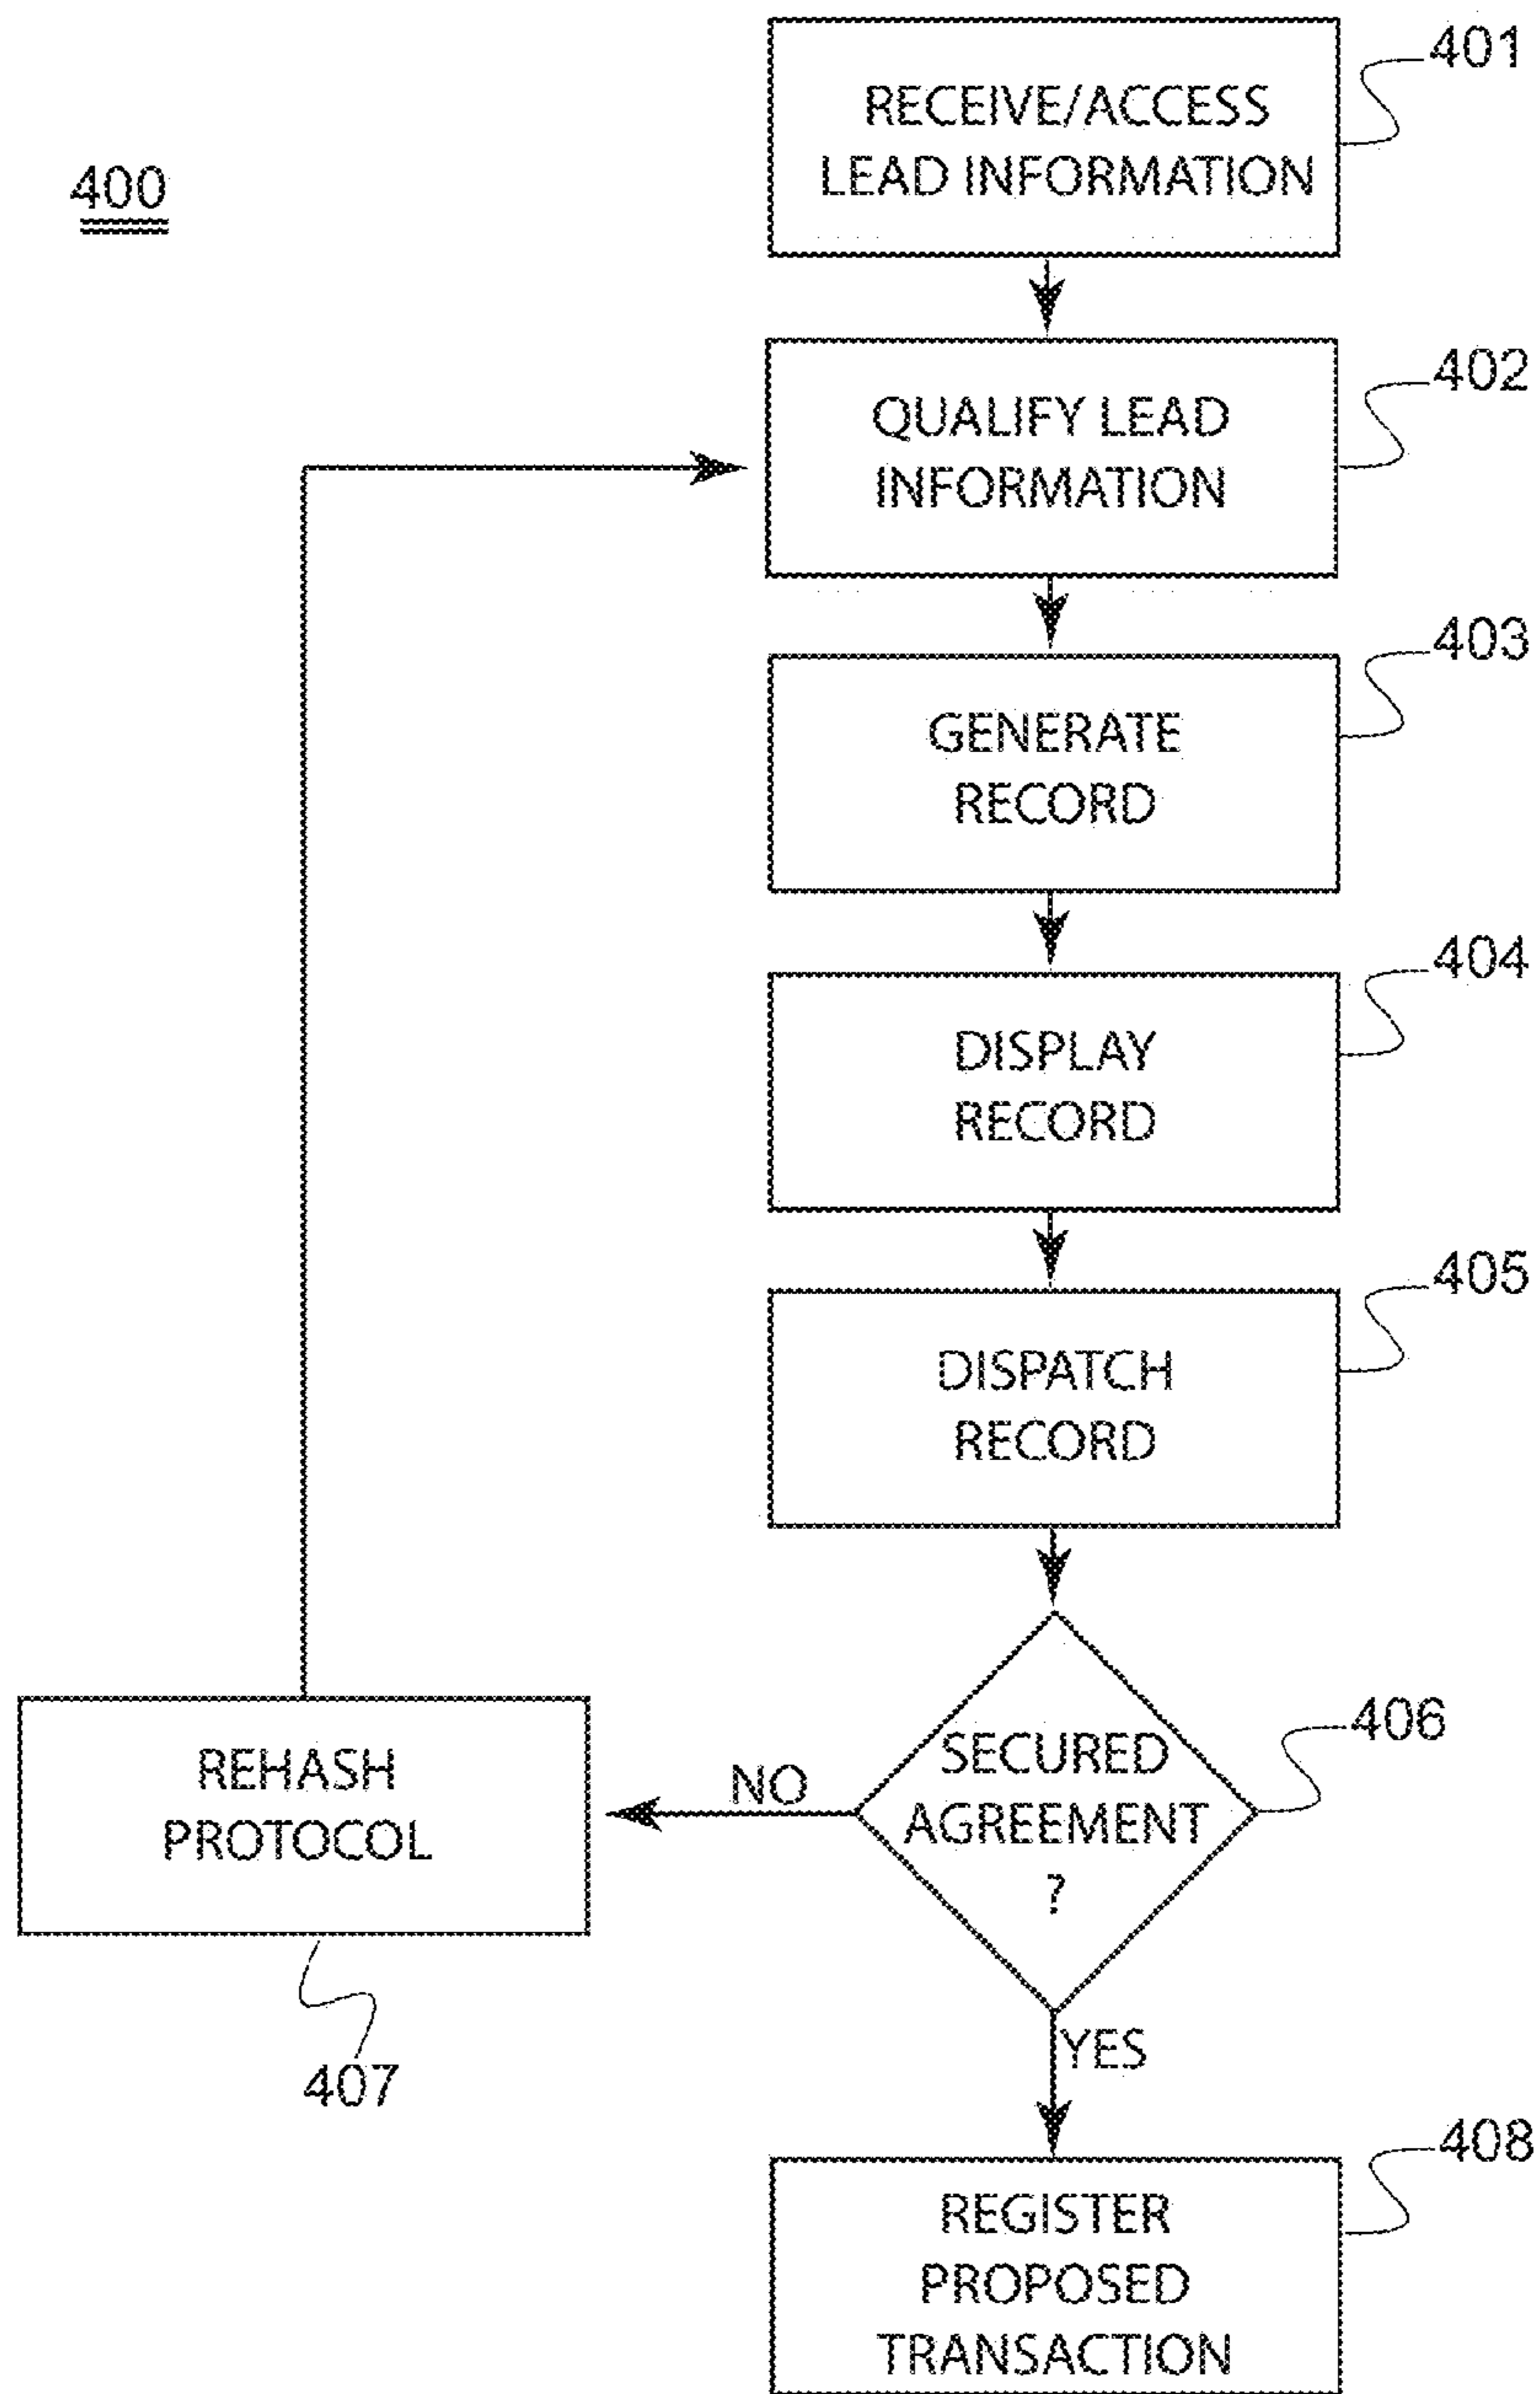 400
RECEIVE/ACCESS
LEAD INFORMATION
401
QUALIFY LEAD
INFORMATION
402
GENERATE
RECORD
403
DISPLAY
RECORD
404
DISPATCH
RECORD
405
SECURED
AGREEMENT
?
406
NO
REHASH
PROTOCOL
407
YES
REGISTER
PROPOSED
TRANSACTION
408